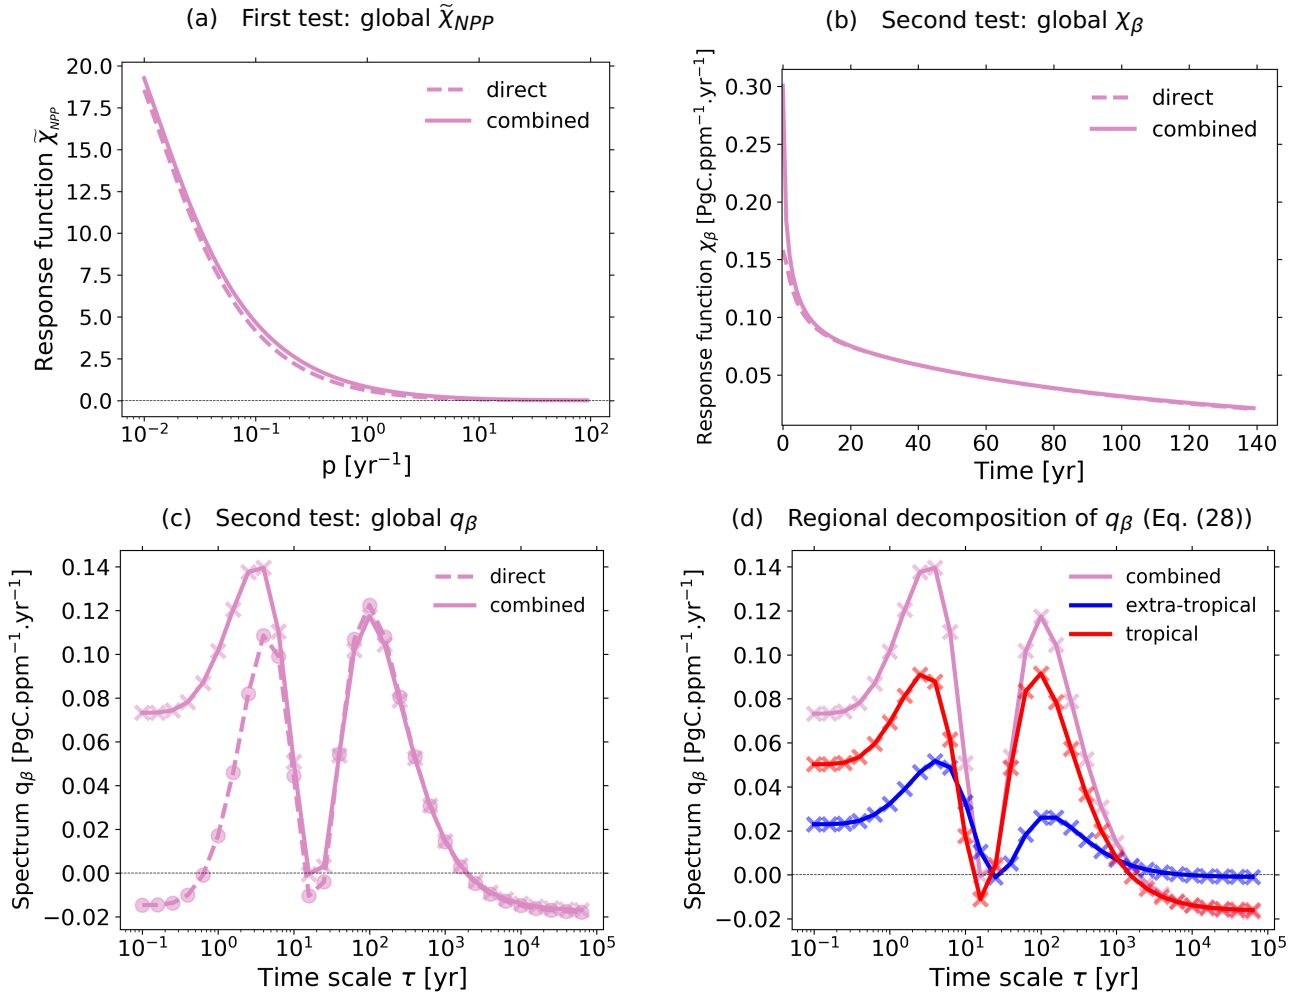 (a) First test: global χ̃_NPP
20.0
17.5
15.0
12.5
10.0
7.5
5.0
2.5
0.0
Response function χ̃_NPP
direct
combined
10⁻² 10⁻¹ 10⁰ 10¹ 10²
p [yr⁻¹]
(b) Second test: global χ_β
0.30
0.25
0.20
0.15
0.10
0.05
Response function χ_β [PgC.ppm⁻¹.yr⁻¹]
direct
combined
0 20 40 60 80 100 120 140
Time [yr]
(c) Second test: global q_β
0.14
0.12
0.10
0.08
0.06
0.04
0.02
0.00
−0.02
Spectrum q_β [PgC.ppm⁻¹.yr⁻¹]
direct
combined
10⁻¹ 10⁰ 10¹ 10² 10³ 10⁴ 10⁵
Time scale τ [yr]
(d) Regional decomposition of q_β (Eq. (28))
0.14
0.12
0.10
0.08
0.06
0.04
0.02
0.00
−0.02
Spectrum q_β [PgC.ppm⁻¹.yr⁻¹]
combined
extra-tropical
tropical
10⁻¹ 10⁰ 10¹ 10² 10³ 10⁴ 10⁵
Time scale τ [yr]